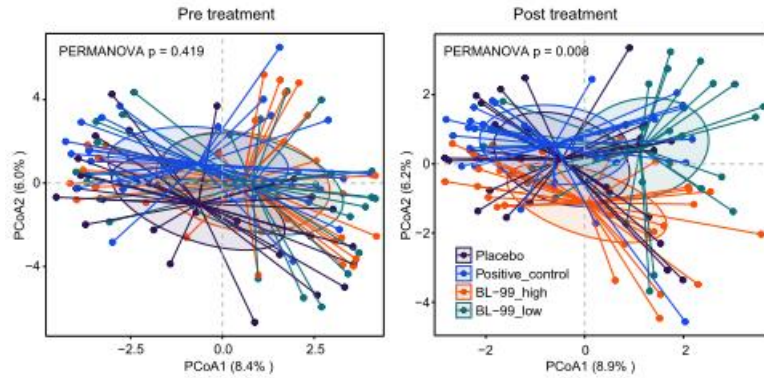 Pre treatment
PERMANOVA p = 0.419
4
0
−4
−2.5
0.0
2.5
PCoA1 (8.4% )
PCoA2 (6.0% )
Post treatment
PERMANOVA p = 0.008
2
0
−2
−4
−2
0
2
PCoA1 (8.9% )
PCoA2 (6.2% )
Placebo
Positive_control
BL−99_high
BL−99_low